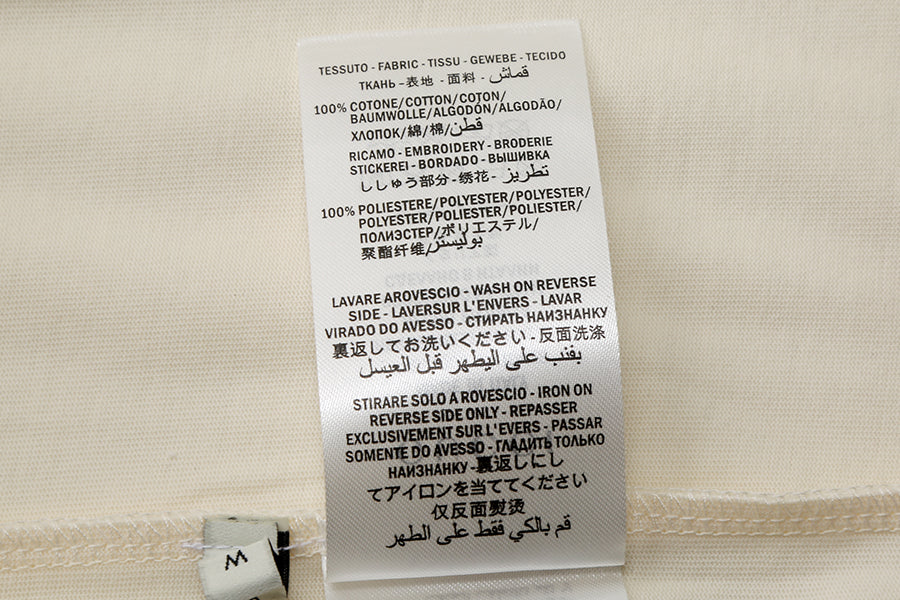 TESSUTO - FABRIC - TISSU - GEWEBE - TECIDO
ТКАНЬ - 表地 - 面料 - قماش
100% COTONE/COTTON/COTON/
BAUMWOLLE/ALGODÓN/ALGODÃO/
ХЛОПОК/綿/棉/قطن
RICAMO - EMBROIDERY - BRODERIE
STICKEREI - BORDADO - ВЫШИВКА
ししゅう部分 - 绣花 - تطريز
100% POLIESTERE/POLYESTER/POLYESTER/
POLYESTER/POLIESTER/POLIESTER/
ПОЛИЭСТЕР/ポリエステル/
聚酯纤维/بوليستر
LAVARE AROVESCIO - WASH ON REVERSE
SIDE - LAVERSUR L'ENVERS - LAVAR
VIRADO DO AVESSO - СТИРАТЬ НАИЗНАНКУ
裏返してお洗いください - 反面洗涤
يقنب على اليطهر قبل العيسل
STIRARE SOLO A ROVESCIO - IRON ON
REVERSE SIDE ONLY - REPASSER
EXCLUSIVEMENT SUR L'EVERS - PASSAR
SOMENTE DO AVESSO - ГЛАДИТЬ ТОЛЬКО
НАИЗНАНКУ - 裏返しにし
てアイロンを当ててください
仅反面熨烫
قم بالكي فقط على الطهر
M